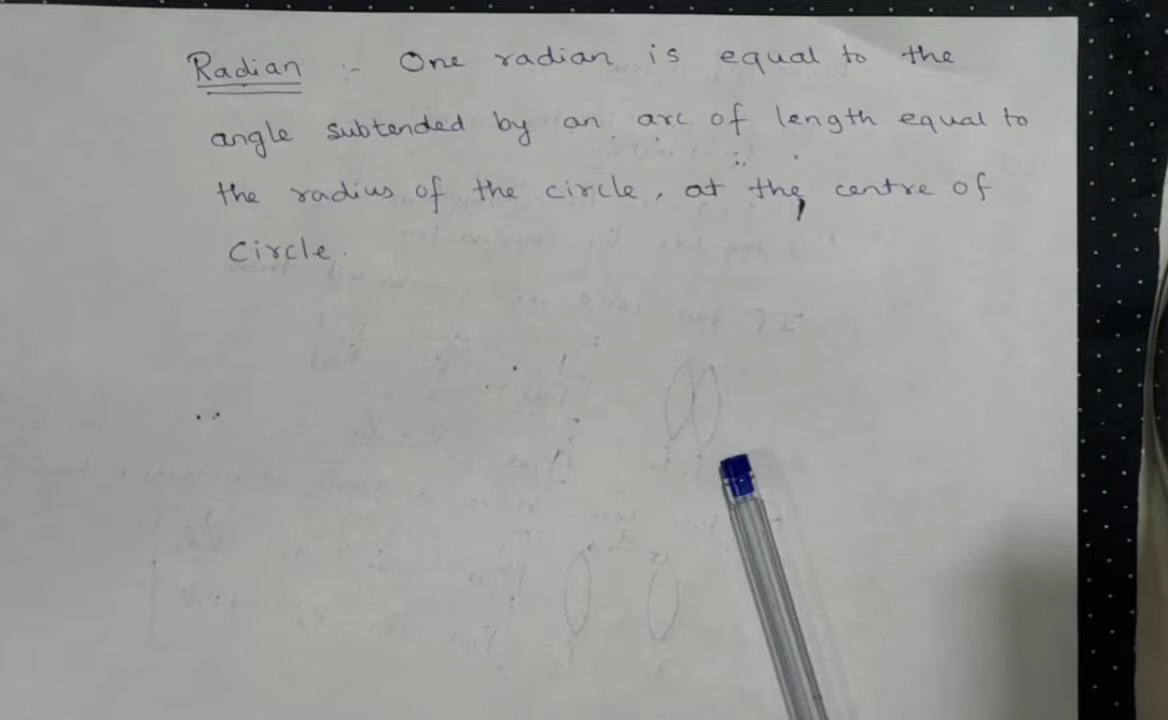 Radian :- One radian is equal to the
angle subtended by an arc of length equal to
the radius of the circle, at the centre of
circle.